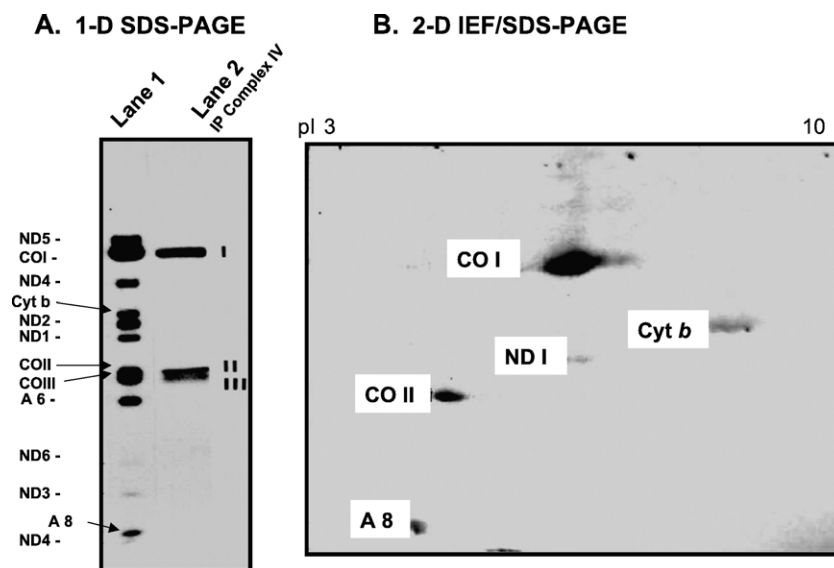 A. 1-D SDS-PAGE
Lane 1
Lane 2
IP Complex IV
ND5 -
COI -
ND4 -
Cyt b
ND2 -
ND1 -
COII
COIII
A 6 -
ND6 -
ND3 -
A 8
ND4 -
I
II
III
B. 2-D IEF/SDS-PAGE
pI 3
10
CO I
Cyt b
ND I
CO II
A 8